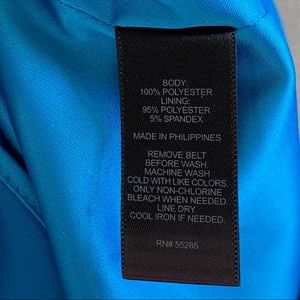 BODY:
100% POLYESTER
LINING:
95% POLYESTER
5% SPANDEX
MADE IN PHILIPPINES
REMOVE BELT
BEFORE WASH.
MACHINE WASH
COLD WITH LIKE COLORS.
ONLY NON-CHLORINE
BLEACH WHEN NEEDED.
LINE DRY
COOL IRON IF NEEDED.
RN# 55285